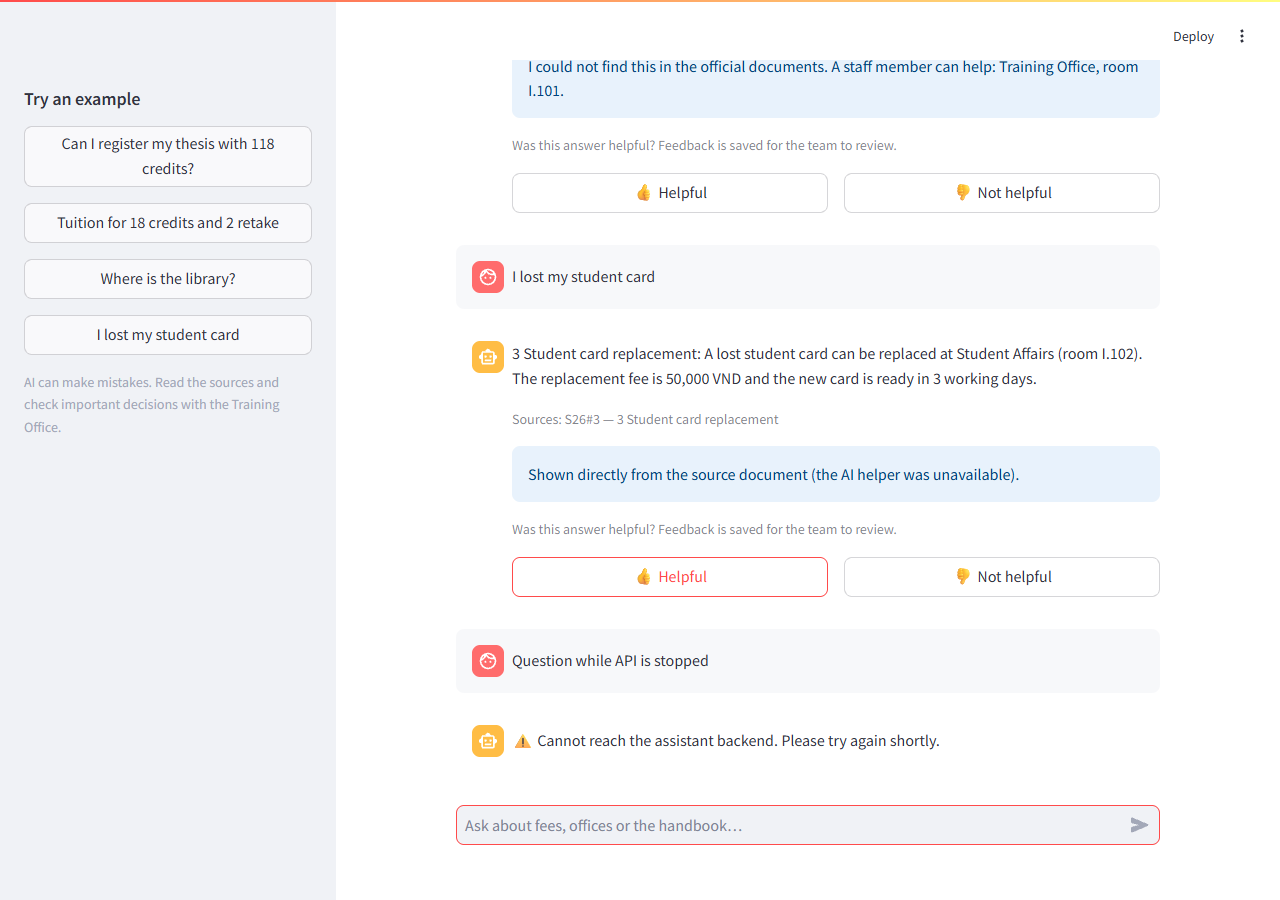 Deploy
Try an example
Can I register my thesis with 118
credits?
Tuition for 18 credits and 2 retake
Where is the library?
I lost my student card
AI can make mistakes. Read the sources and
check important decisions with the Training
Office.
I could not find this in the official documents. A staff member can help: Training Office, room
I.101.
Was this answer helpful? Feedback is saved for the team to review.
👍 Helpful
👎 Not helpful
I lost my student card
3 Student card replacement: A lost student card can be replaced at Student Affairs (room I.102).
The replacement fee is 50,000 VND and the new card is ready in 3 working days.
Sources: S26#3 — 3 Student card replacement
Shown directly from the source document (the AI helper was unavailable).
Was this answer helpful? Feedback is saved for the team to review.
👍 Helpful
👎 Not helpful
Question while API is stopped
⚠️ Cannot reach the assistant backend. Please try again shortly.
Ask about fees, offices or the handbook…